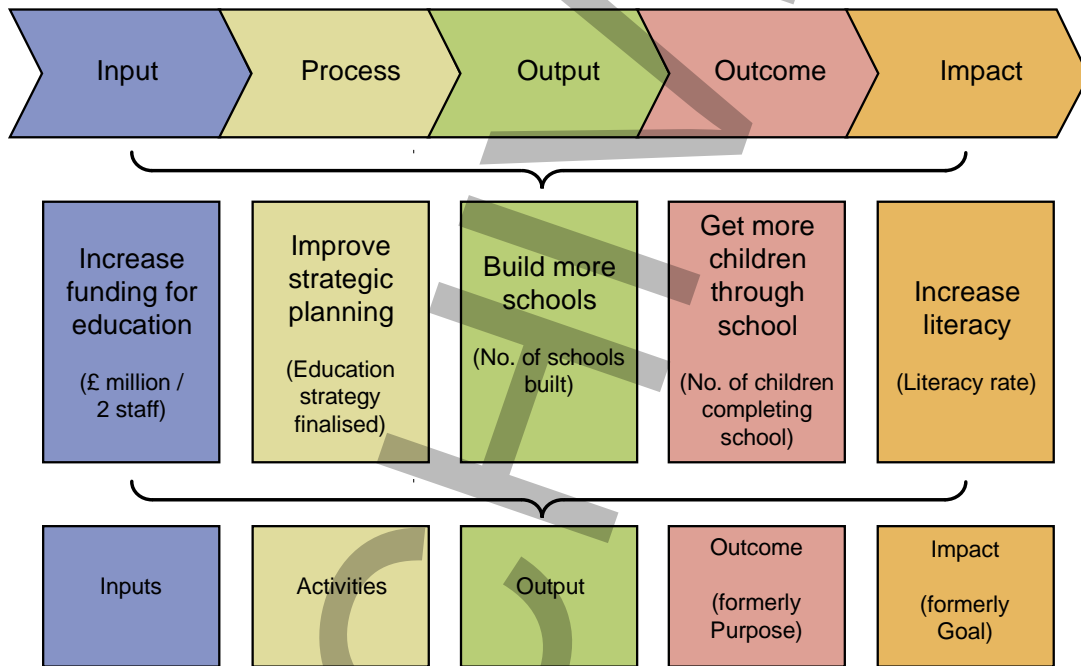 Input
Process
Output
Outcome
Impact
Increase
funding for
education
(£ million /
2 staff)
Improve
strategic
planning
(Education
strategy
finalised)
Build more
schools
(No. of schools
built)
Get more
children
through
school
(No. of children
completing
school)
Increase
literacy
(Literacy rate)
Inputs
Activities
Output
Outcome
(formerly
Purpose)
Impact
(formerly
Goal)